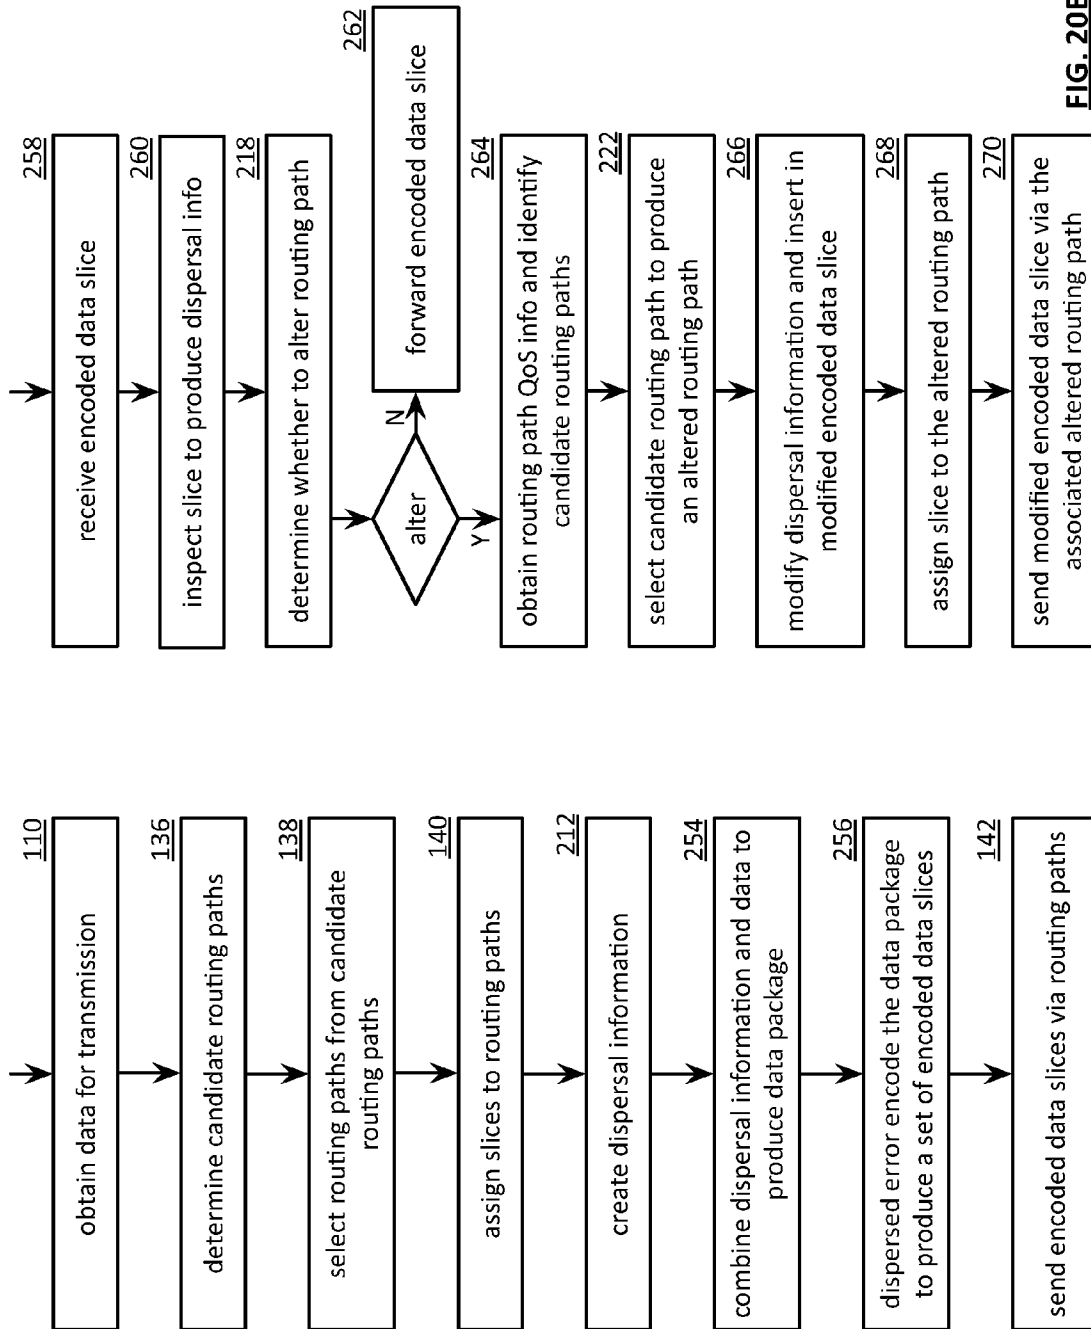 110
obtain data for transmission
136
determine candidate routing paths
138
select routing paths from candidate
routing paths
140
assign slices to routing paths
212
create dispersal information
254
combine dispersal information and data to
produce data package
256
dispersed error encode the data package
to produce a set of encoded data slices
142
send encoded data slices via routing paths
258
receive encoded data slice
260
inspect slice to produce dispersal info
218
determine whether to alter routing path
alter
N
Y
262
forward encoded data slice
264
obtain routing path QoS info and identify
candidate routing paths
222
select candidate routing path to produce
an altered routing path
266
modify dispersal information and insert in
modified encoded data slice
268
assign slice to the altered routing path
270
send modified encoded data slice via the
associated altered routing path
FIG. 20B